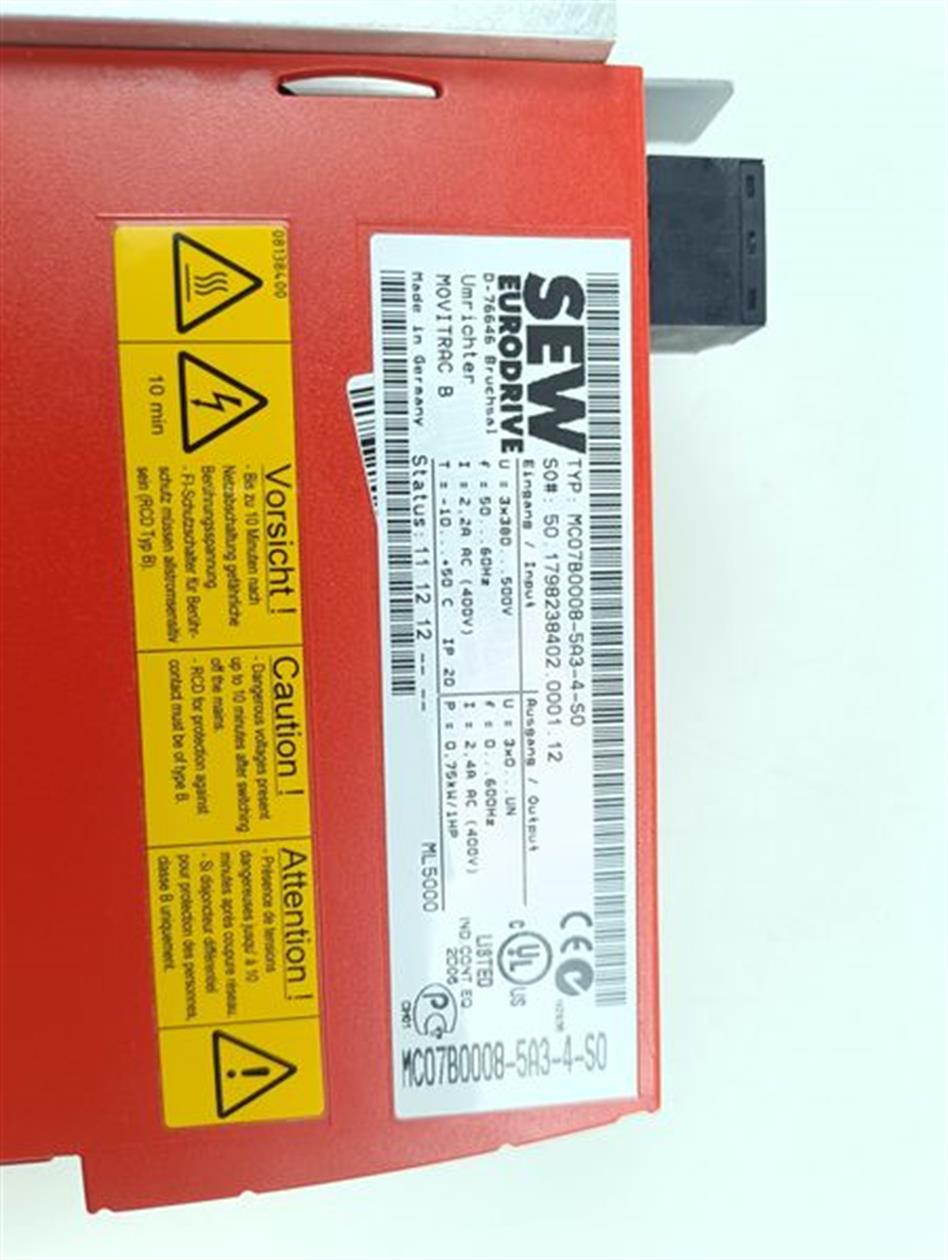 SEW
EURODRIVE
D-76646 Bruchsal
Umrichter
MOVITRAC B
Made in Germany
TYP: MC07B0008-5A3-4-S0
SO#: 50.1798238402.0001.12
Eingang / Input
U = 3x380...500V
f = 50...60Hz
I = 2,2A AC (400V)
T = -10...+50 C IP 20
Ausgang / Output
U = 3x0...UN
f = 0...600Hz
I = 2,4A AC (400V)
P = 0,75kW/1HP
Status: 11 12 12 -- --
ML5000
CE
C UL US
LISTED
IND.CONT.EQ
2D06
MC07B0008-5A3-4-S0
08138400
10 min
Vorsicht !
- Bis zu 10 Minuten nach
Netzabschaltung gefährliche
Berührungsspannung.
- FI-Schutzschalter für Berühr-
schutz müssen allstromsensitiv
sein (RCD Typ B).
Caution !
- Dangerous voltages present
up to 10 minutes after switching
off the mains.
- RCD for protection against
contact must be of type B.
Attention !
- Présence de tensions
dangereuses jusqu' à 10
minutes après coupure réseau.
- Si disjoncteur différentiel
pour protection des personnes,
classe B uniquement.